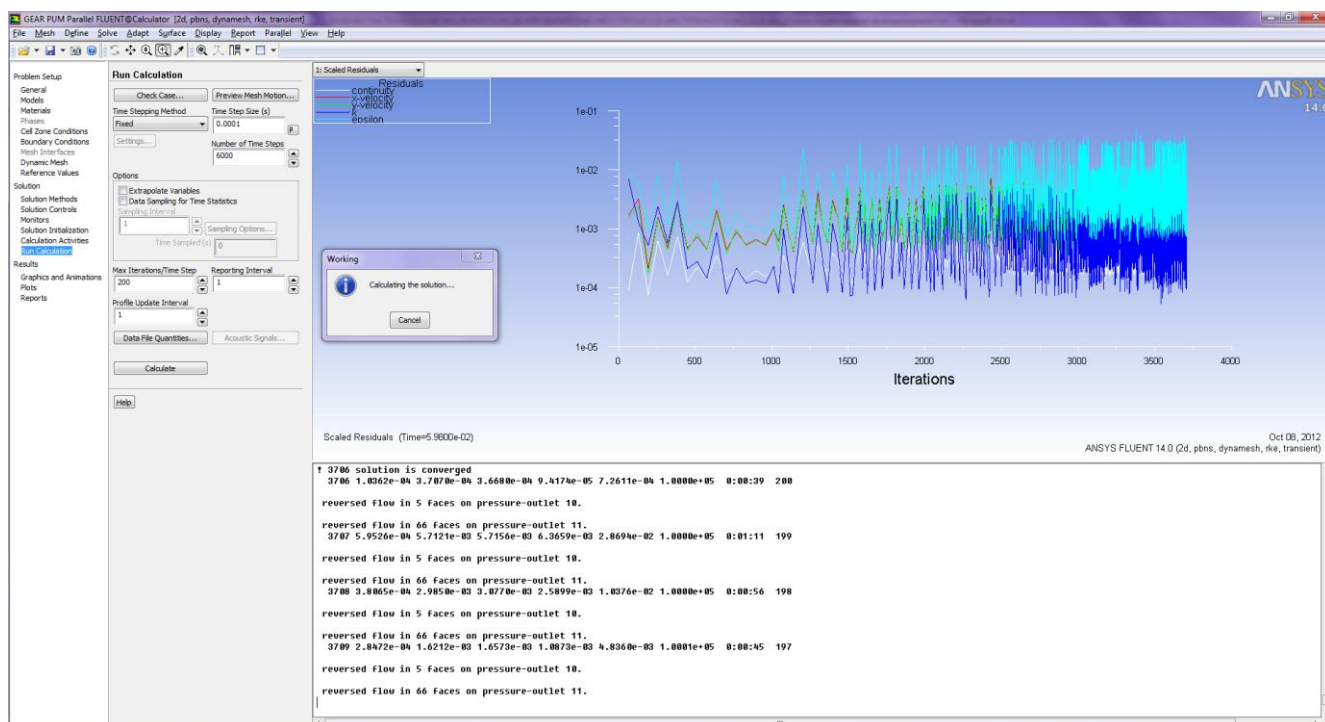 GEAR PUM Parallel FLUENT@Calculator [2d, pbns, dynamesh, rke, transient]
File Mesh Define Solve Adapt Surface Display Report Parallel View Help
Problem Setup
General
Models
Materials
Phases
Cell Zone Conditions
Boundary Conditions
Mesh Interfaces
Dynamic Mesh
Reference Values
Solution
Solution Methods
Solution Controls
Monitors
Solution Initialization
Calculation Activities
Run Calculation
Results
Graphics and Animations
Plots
Reports
Run Calculation
Check Case... Preview Mesh Motion...
Time Stepping Method Time Step Size (s)
Fixed 0.0001
Settings... Number of Time Steps
6000
Options
Extrapolate Variables
Data Sampling for Time Statistics
Sampling Interval
1 Sampling Options...
Time Sampled (s) 0
Max Iterations/Time Step Reporting Interval
200 1
Profile Update Interval
1
Data File Quantities... Acoustic Signals...
Calculate
Help
1: Scaled Residuals
Residuals
continuity
x-velocity
y-velocity
k
epsilon
ANSYS
14.0
1e-01
1e-02
1e-03
1e-04
1e-05
0 500 1000 1500 2000 2500 3000 3500 4000
Iterations
Working
Calculating the solution...
Cancel
Scaled Residuals (Time=5.9800e-02)
Oct 08, 2012
ANSYS FLUENT 14.0 (2d, pbns, dynamesh, rke, transient)
! 3706 solution is converged
3706 1.0362e-04 3.7070e-04 3.6680e-04 9.4174e-05 7.2611e-04 1.0000e+05 0:00:39 200
reversed flow in 5 faces on pressure-outlet 10.
reversed flow in 66 faces on pressure-outlet 11.
3707 5.9526e-04 5.7121e-03 5.7156e-03 6.3659e-03 2.8694e-02 1.0000e+05 0:01:11 199
reversed flow in 5 faces on pressure-outlet 10.
reversed flow in 66 faces on pressure-outlet 11.
3708 3.8065e-04 2.9850e-03 3.0770e-03 2.5899e-03 1.0376e-02 1.0000e+05 0:00:56 198
reversed flow in 5 faces on pressure-outlet 10.
reversed flow in 66 faces on pressure-outlet 11.
3709 2.8472e-04 1.6212e-03 1.6573e-03 1.0873e-03 4.8360e-03 1.0001e+05 0:00:45 197
reversed flow in 5 faces on pressure-outlet 10.
reversed flow in 66 faces on pressure-outlet 11.